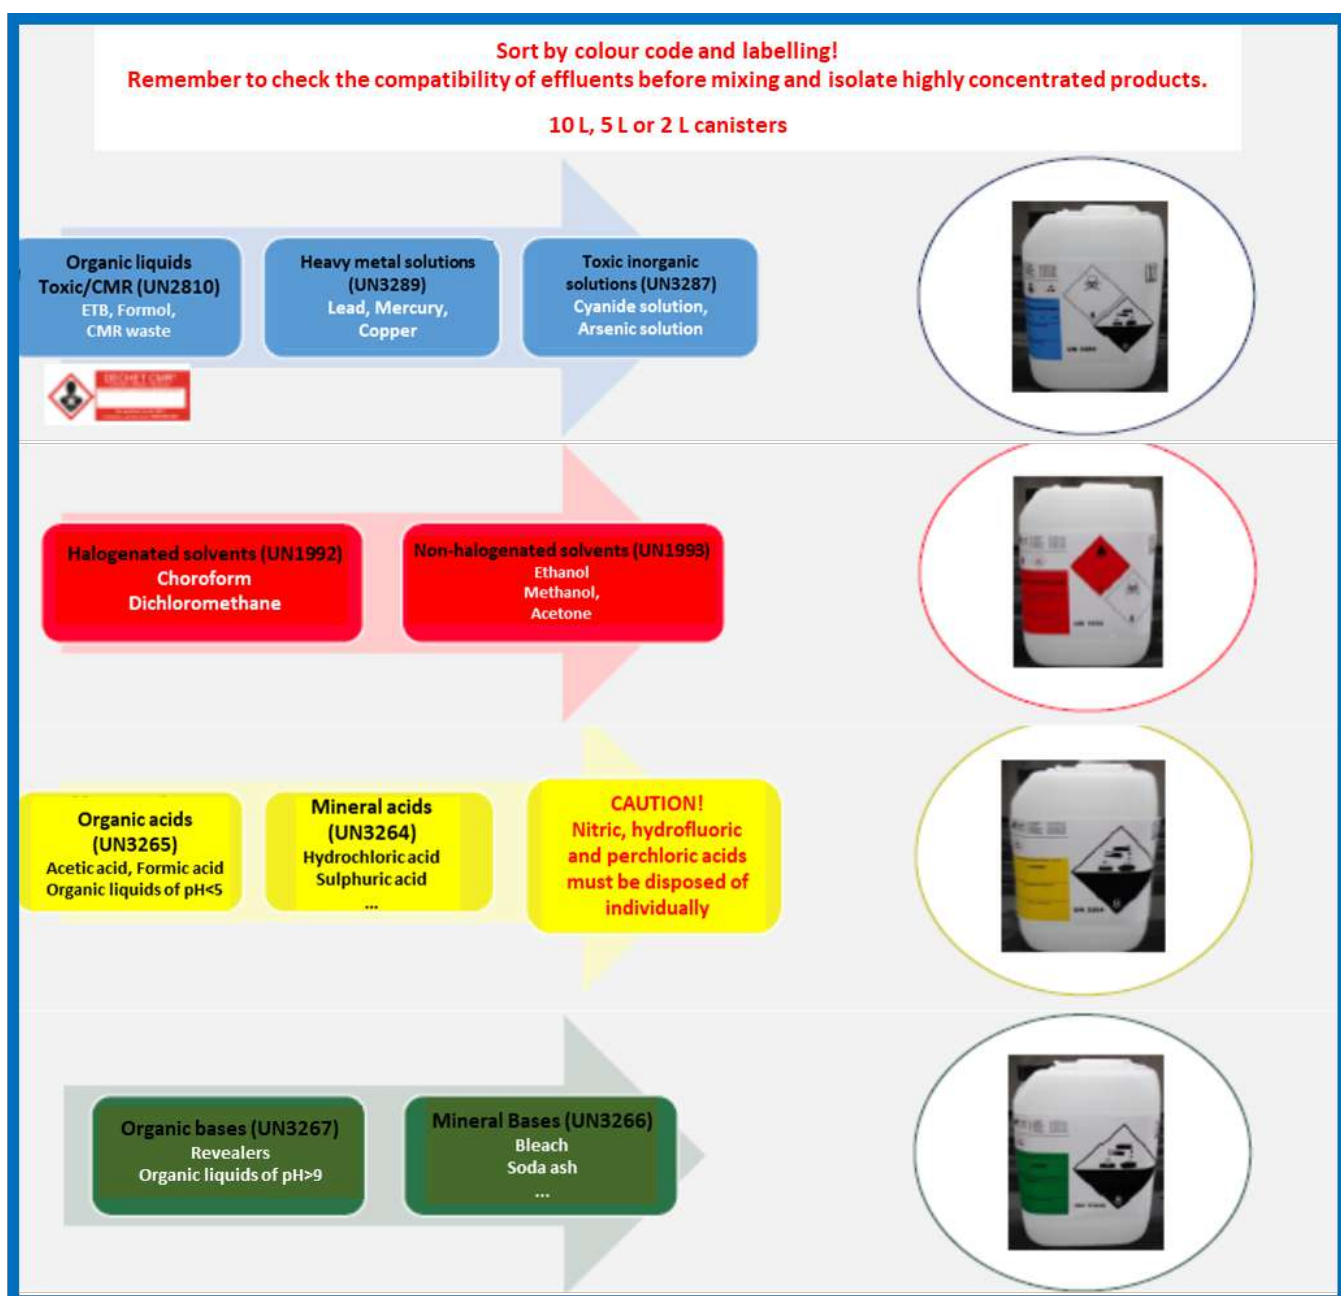 Sort by colour code and labelling!
Remember to check the compatibility of effluents before mixing and isolate highly concentrated products.
10 L, 5 L or 2 L canisters
Organic liquids
Toxic/CMR (UN2810)
ETB, Formol,
CMR waste
Heavy metal solutions
(UN3289)
Lead, Mercury,
Copper
Toxic inorganic
solutions (UN3287)
Cyanide solution,
Arsenic solution
DECHET CMR
Halogenated solvents (UN1992)
Choroform
Dichloromethane
Non-halogenated solvents (UN1993)
Ethanol
Methanol,
Acetone
Organic acids
(UN3265)
Acetic acid, Formic acid
Organic liquids of pH<5
Mineral acids
(UN3264)
Hydrochloric acid
Sulphuric acid
...
CAUTION!
Nitric, hydrofluoric
and perchloric acids
must be disposed of
individually
Organic bases (UN3267)
Revealers
Organic liquids of pH>9
Mineral Bases (UN3266)
Bleach
Soda ash
...